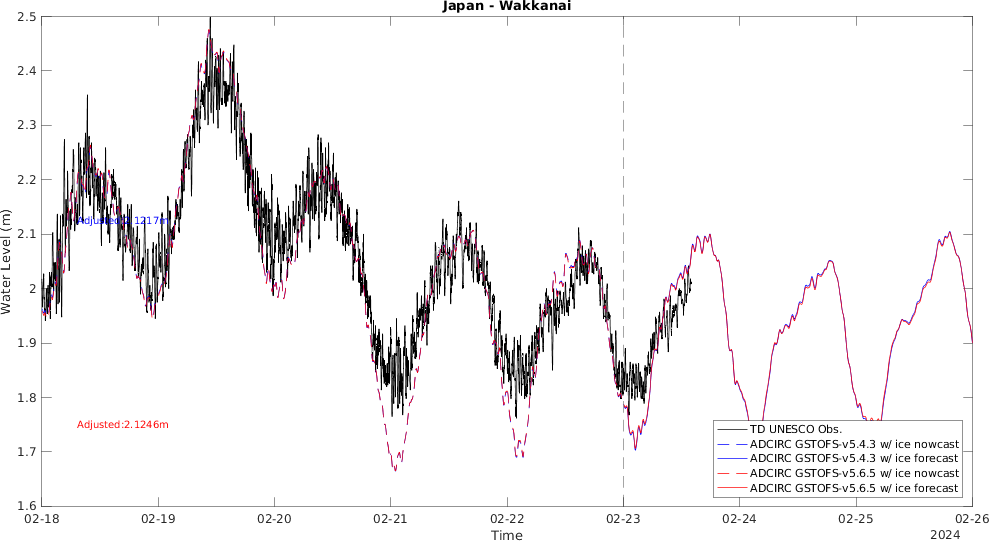 Japan - Wakkanai
Water Level (m)
2.5
2.4
2.3
2.2
2.1
2
1.9
1.8
1.7
1.6
Adjusted:2.1217m
Adjusted:2.1246m
TD UNESCO Obs.
ADCIRC GSTOFS-v5.4.3 w/ ice nowcast
ADCIRC GSTOFS-v5.4.3 w/ ice forecast
ADCIRC GSTOFS-v5.6.5 w/ ice nowcast
ADCIRC GSTOFS-v5.6.5 w/ ice forecast
02-18 02-19 02-20 02-21 02-22 02-23 02-24 02-25 02-26
Time
2024